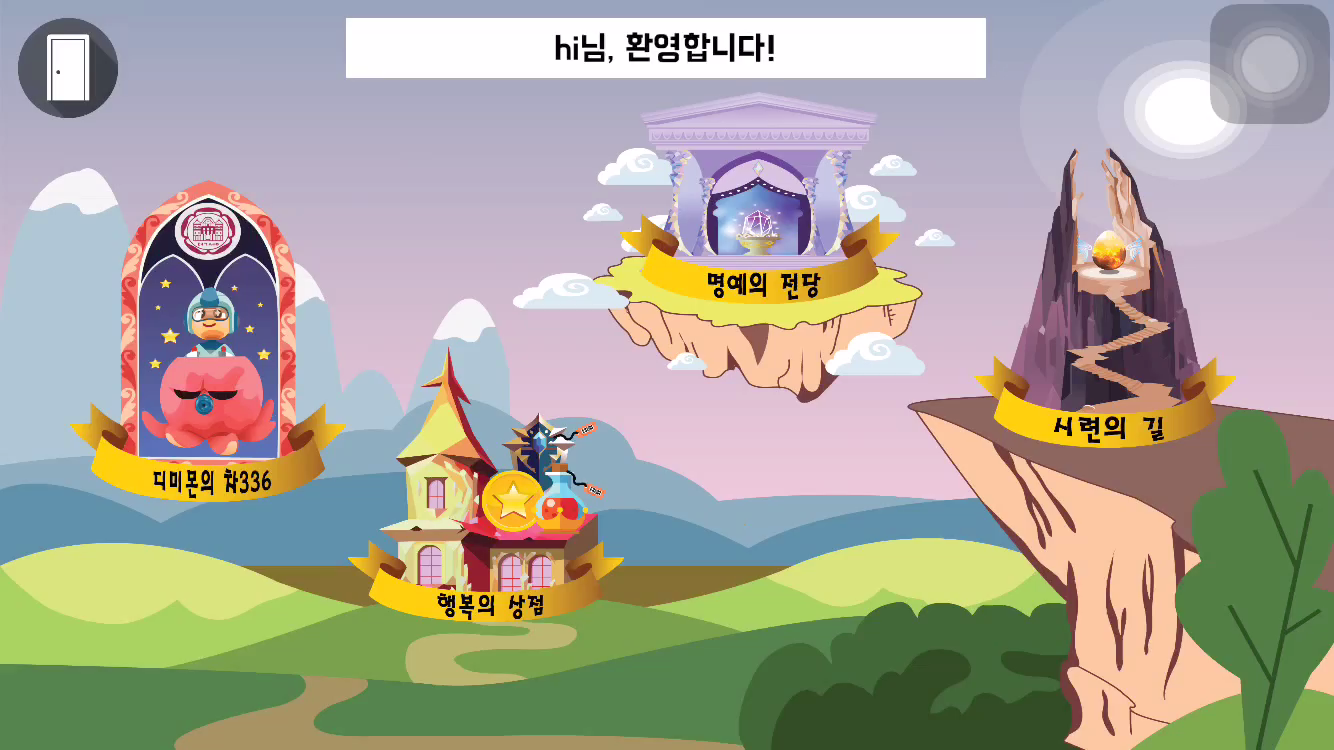 hi님, 환영합니다!
명예의 전당
시련의 길
디미몬의 차336
행복의 상점